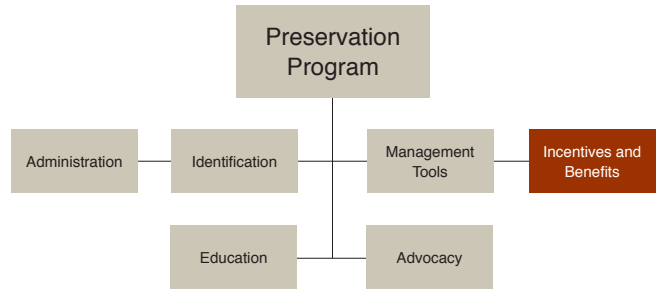 Preservation
Program
Administration
Identification
Management
Tools
Incentives and
Benefits
Education
Advocacy